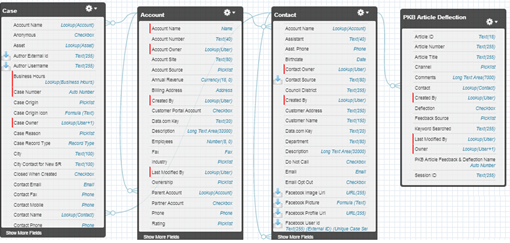 Case
Account Name Lookup(Account)
Anonymous Checkbox
Asset Lookup(Asset)
Author External Id Text(255)
Author Username Text(255)
Business Hours
Lookup(Business Hours)
Case Number Auto Number
Case Origin Picklist
Case Origin Icon Formula (Text)
Case Owner Lookup(User+1)
Case Reason Picklist
Case Record Type Record Type
City Text(100)
City Contact for New SR Text(100)
Closed When Created Checkbox
Contact Email Email
Contact Fax Phone
Contact Mobile Phone
Contact Name Lookup(Contact)
Contact Phone Phone
Show More Fields
Account
Account Name Name
Account Number Text(40)
Account Owner Lookup(User)
Account Site Text(80)
Account Source Picklist
Annual Revenue Currency(18, 0)
Billing Address Address
Created By Lookup(User)
Customer Portal Account Checkbox
Data.com Key Text(20)
Description Long Text Area(32000)
Employees Number(8, 0)
Fax Fax
Industry Picklist
Last Modified By Lookup(User)
Ownership Picklist
Parent Account Lookup(Account)
Partner Account Checkbox
Phone Phone
Rating Picklist
Show More Fields
Contact
Account Name Lookup(Account)
Assistant Text(40)
Asst. Phone Phone
Birthdate Date
Contact Owner Lookup(User)
Contact Source Text(60)
Council District Text(255)
Created By Lookup(User)
Customer Address Text(255)
Customer Name Text(150)
Data.com Key Text(20)
Department Text(80)
Description Long Text Area(32000)
Do Not Call Checkbox
Email Email
Email Opt Out Checkbox
Facebook Image Url URL(255)
Facebook Picture Formula (Text)
Facebook Profile Url URL(255)
Facebook User Id
Text(255) (External ID) (Unique Case Ser
Show More Fields
PKB Article Deflection
Article ID Text(18)
Article Number Text(255)
Article Title Text(255)
Channel Picklist
Comments Long Text Area(7000)
Contact Lookup(Contact)
Created By Lookup(User)
Deflection Checkbox
Feedback Source Picklist
Keyword Searched Text(255)
Last Modified By Lookup(User)
Owner Lookup(User+1)
PKB Article Feedback & Deflection Name
Auto Number
Session ID Text(255)